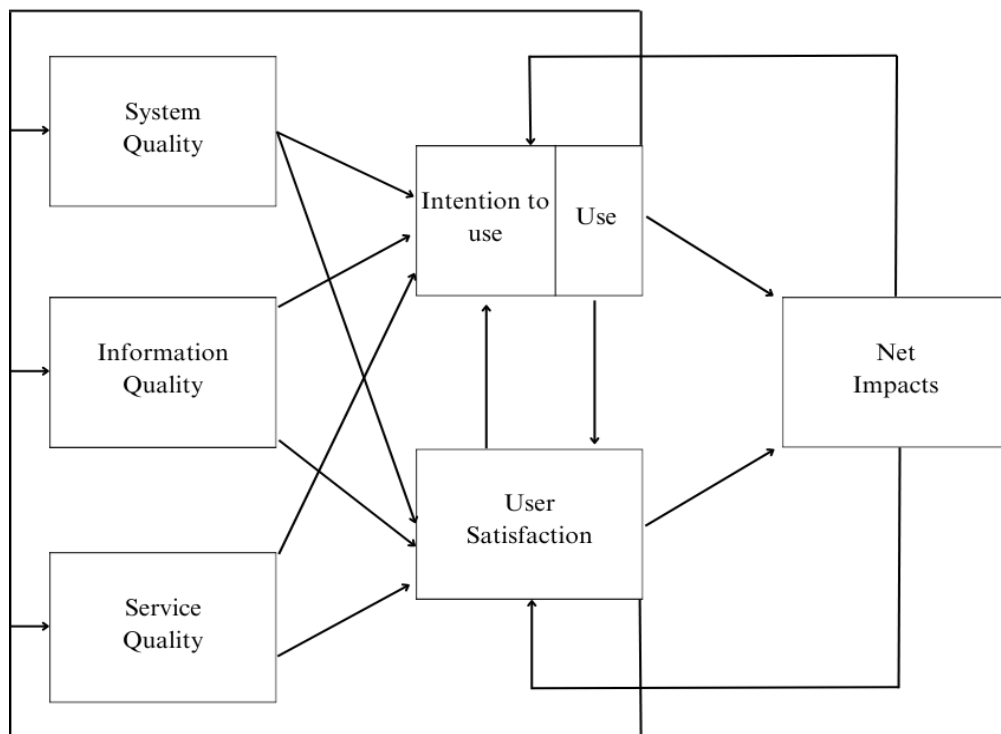 System
Quality
Intention to
use
Use
Information
Quality
Net
Impacts
User
Satisfaction
Service
Quality